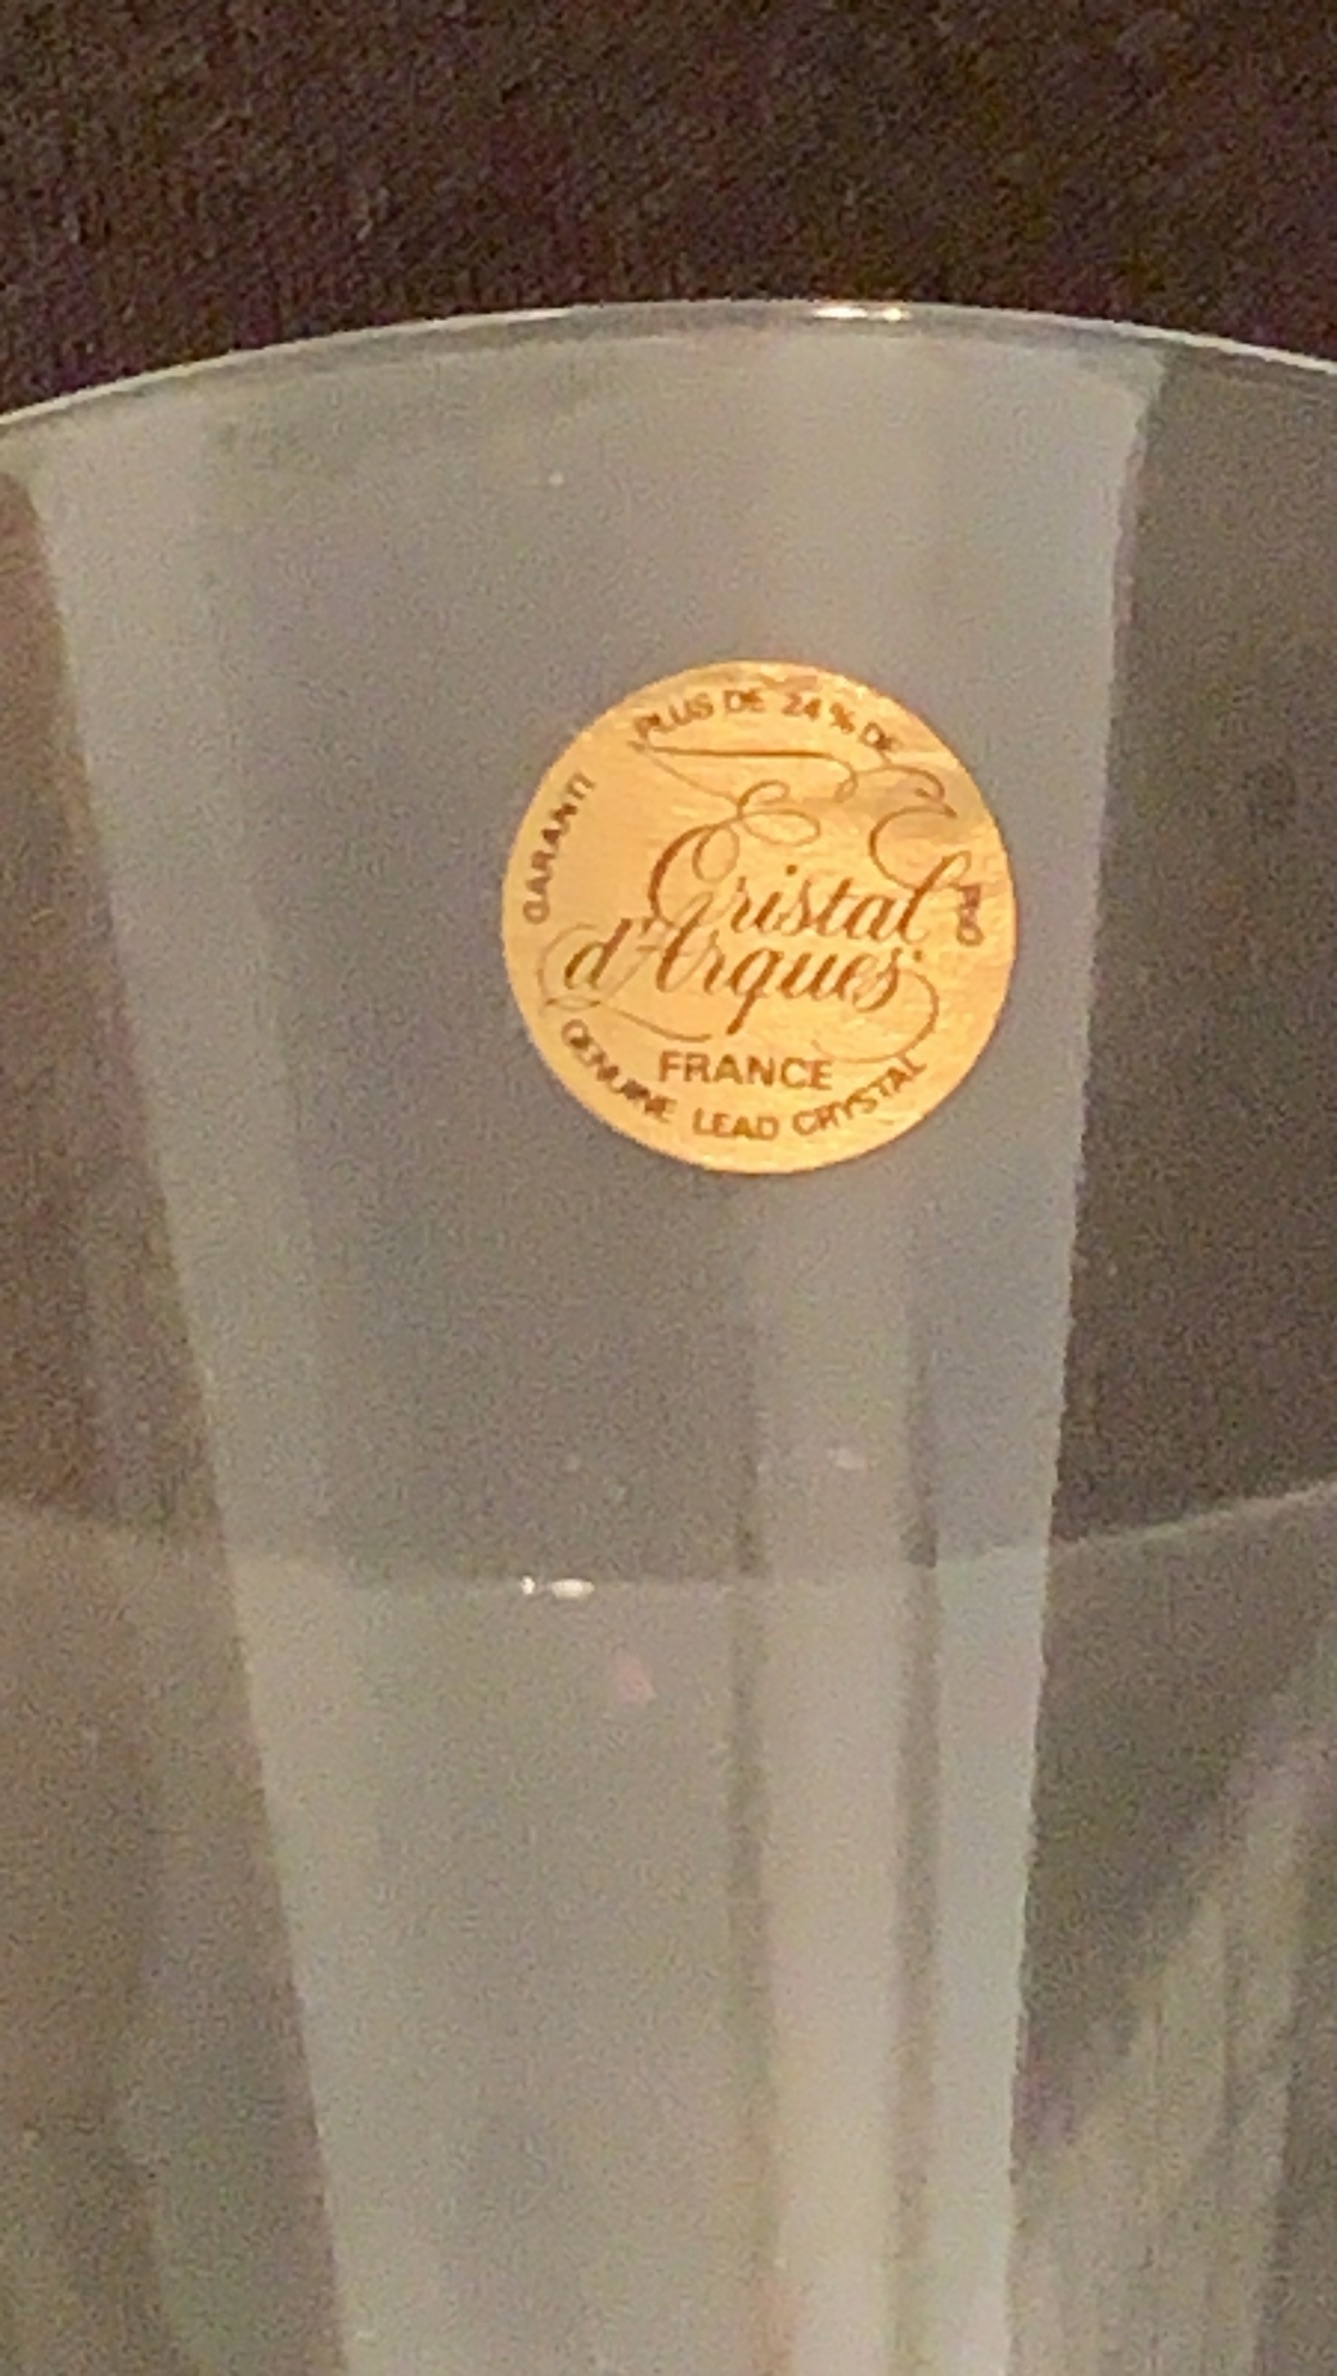 GARANTI PLUS DE 24 % DE PbO
Cristal
d'Arques
FRANCE
GENUINE LEAD CRYSTAL